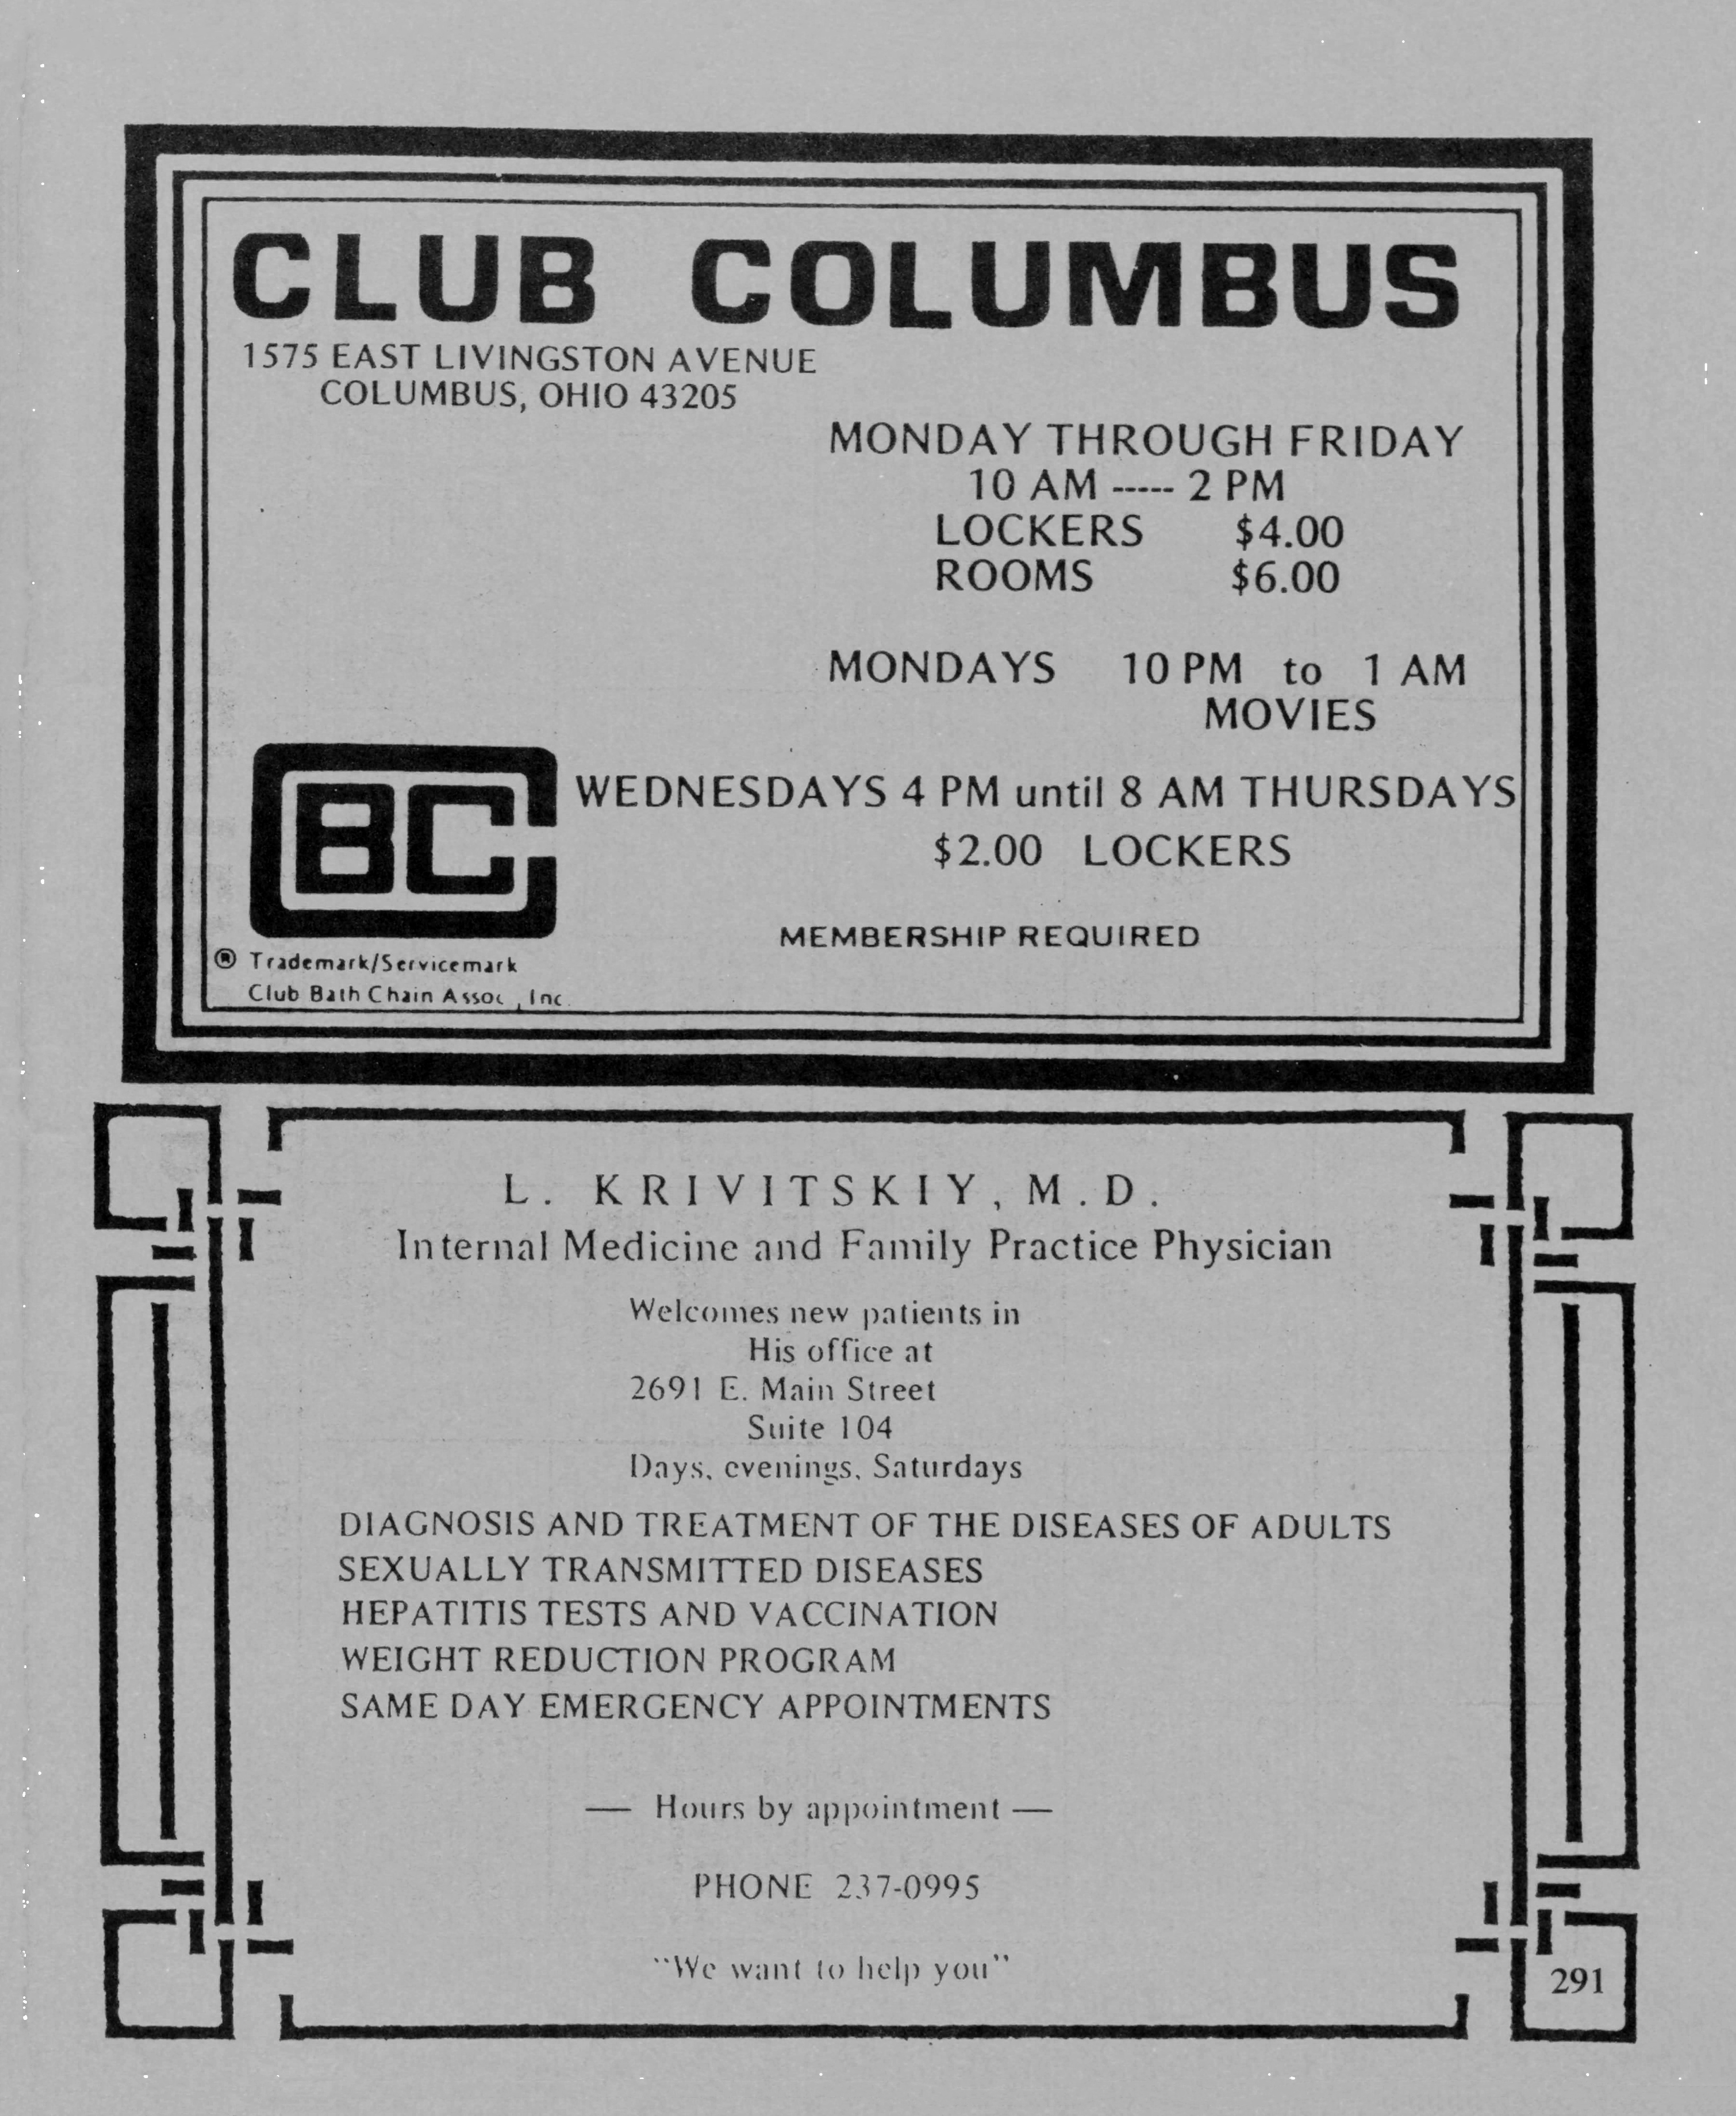 CLUB COLUMBUS
1575 EAST LIVINGSTON AVENUE
COLUMBUS, OHIO 43205
MONDAY THROUGH FRIDAY
10 AM ----- 2 PM
LOCKERS $4.00
ROOMS $6.00
MONDAYS 10 PM to 1 AM
MOVIES
WEDNESDAYS 4 PM until 8 AM THURSDAYS
$2.00 LOCKERS
MEMBERSHIP REQUIRED
CBC
® Trademark/Servicemark
Club Bath Chain Assoc., Inc.
L. KRIVITSKIY, M.D.
Internal Medicine and Family Practice Physician
Welcomes new patients in
His office at
2691 E. Main Street
Suite 104
Days, evenings, Saturdays
DIAGNOSIS AND TREATMENT OF THE DISEASES OF ADULTS
SEXUALLY TRANSMITTED DISEASES
HEPATITIS TESTS AND VACCINATION
WEIGHT REDUCTION PROGRAM
SAME DAY EMERGENCY APPOINTMENTS
— Hours by appointment —
PHONE 237-0995
"We want to help you"
291